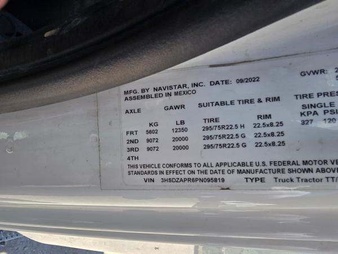 MFG. BY NAVISTAR, INC. DATE: 09/2022 GVWR: 2
ASSEMBLED IN MEXICO
AXLE GAWR SUITABLE TIRE & RIM TIRE PRES
KG LB TIRE RIM SINGLE
KPA PSI
FRT 5602 12350 295/75R22.5 H 22.5x8.25 827 120
2ND 9072 20000 295/75R22.5 G 22.5x8.25
3RD 9072 20000 295/75R22.5 G 22.5x8.25
4TH
THIS VEHICLE CONFORMS TO ALL APPLICABLE U.S. FEDERAL MOTOR VE
STANDARDS IN EFFECT ON THE DATE OF MANUFACTURE SHOWN ABOVE
VIN 3HSDZAPR6PN095819 TYPE Truck Tractor TT/